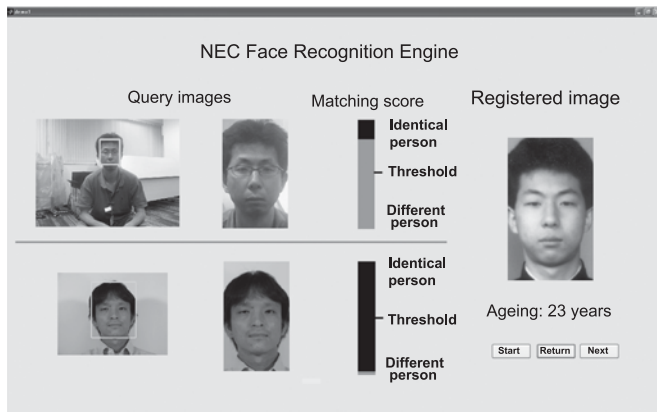 demo1
NEC Face Recognition Engine
Query images
Matching score
Registered image
Identical
person
Threshold
Different
person
Identical
person
Threshold
Different
person
Ageing: 23 years
Start
Return
Next